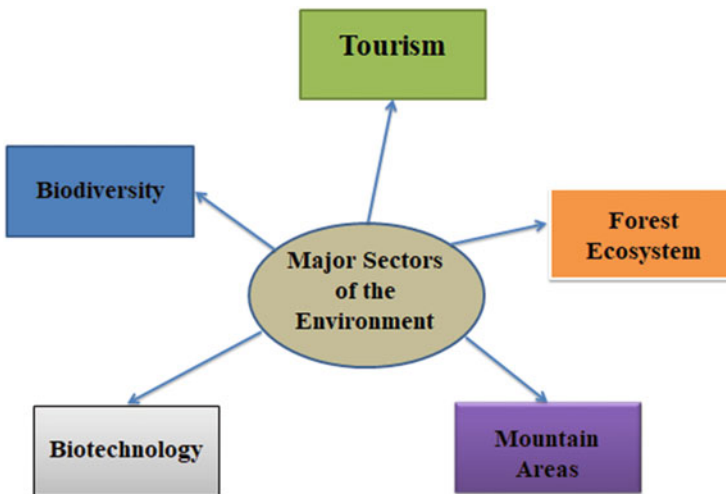 Tourism
Biodiversity
Forest
Ecosystem
Major Sectors
of the
Environment
Biotechnology
Mountain
Areas